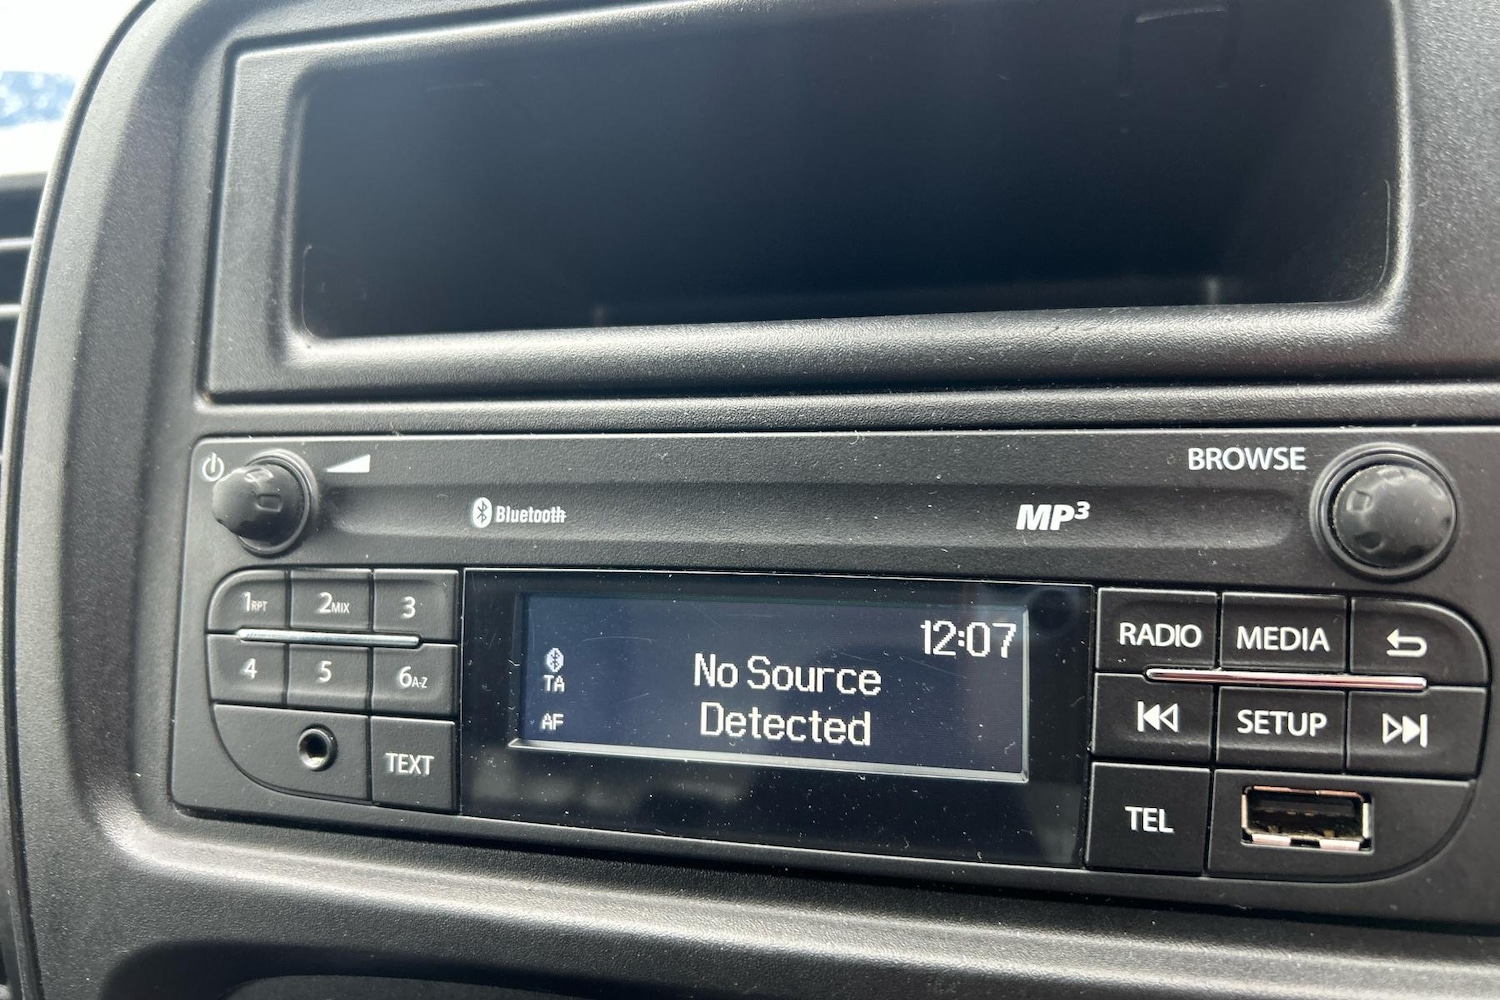 BROWSE
Bluetooth
MP3
1RPT 2MIX 3
4 5 6A-Z
TEXT
12:07
TA
AF
No Source
Detected
RADIO MEDIA
SETUP
TEL